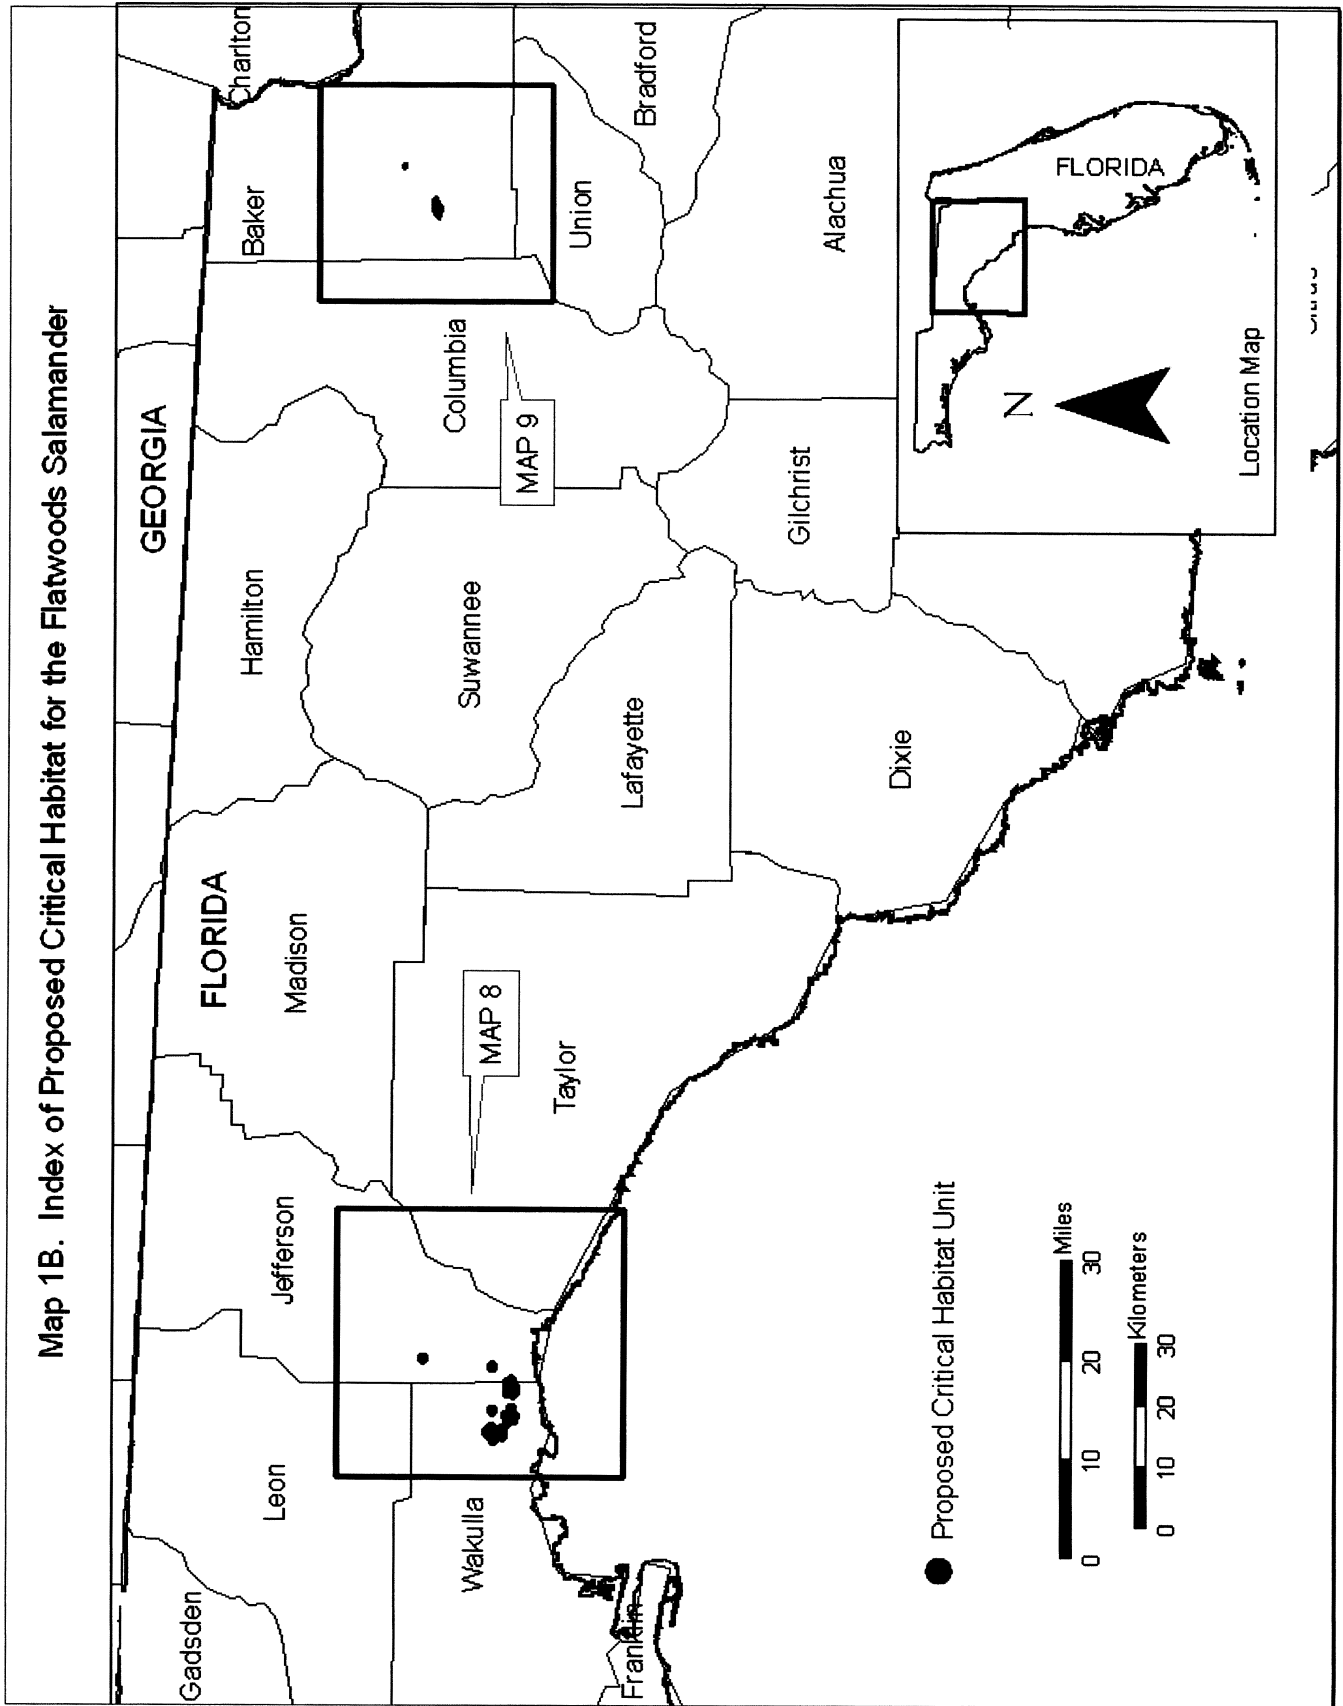 Map 1B. Index of Proposed Critical Habitat for the Flatwoods Salamander
GEORGIA
Charlton
FLORIDA
Gadsden
Leon
Jefferson
Madison
Hamilton
Baker
Columbia
Wakulla
MAP 8
Taylor
Lafayette
Suwannee
MAP 9
Union
Bradford
Franklin
Dixie
Gilchrist
Alachua
Proposed Critical Habitat Unit
0 10 20 30 Miles
0 10 20 30 Kilometers
N
FLORIDA
Location Map